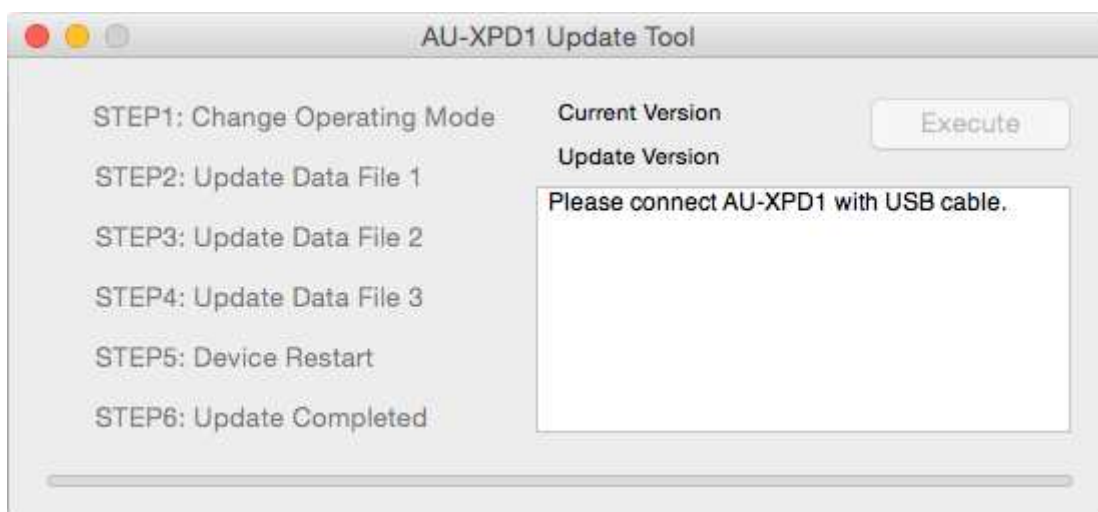 AU-XPD1 Update Tool
STEP1: Change Operating Mode
STEP2: Update Data File 1
STEP3: Update Data File 2
STEP4: Update Data File 3
STEP5: Device Restart
STEP6: Update Completed
Current Version
Update Version
Execute
Please connect AU-XPD1 with USB cable.